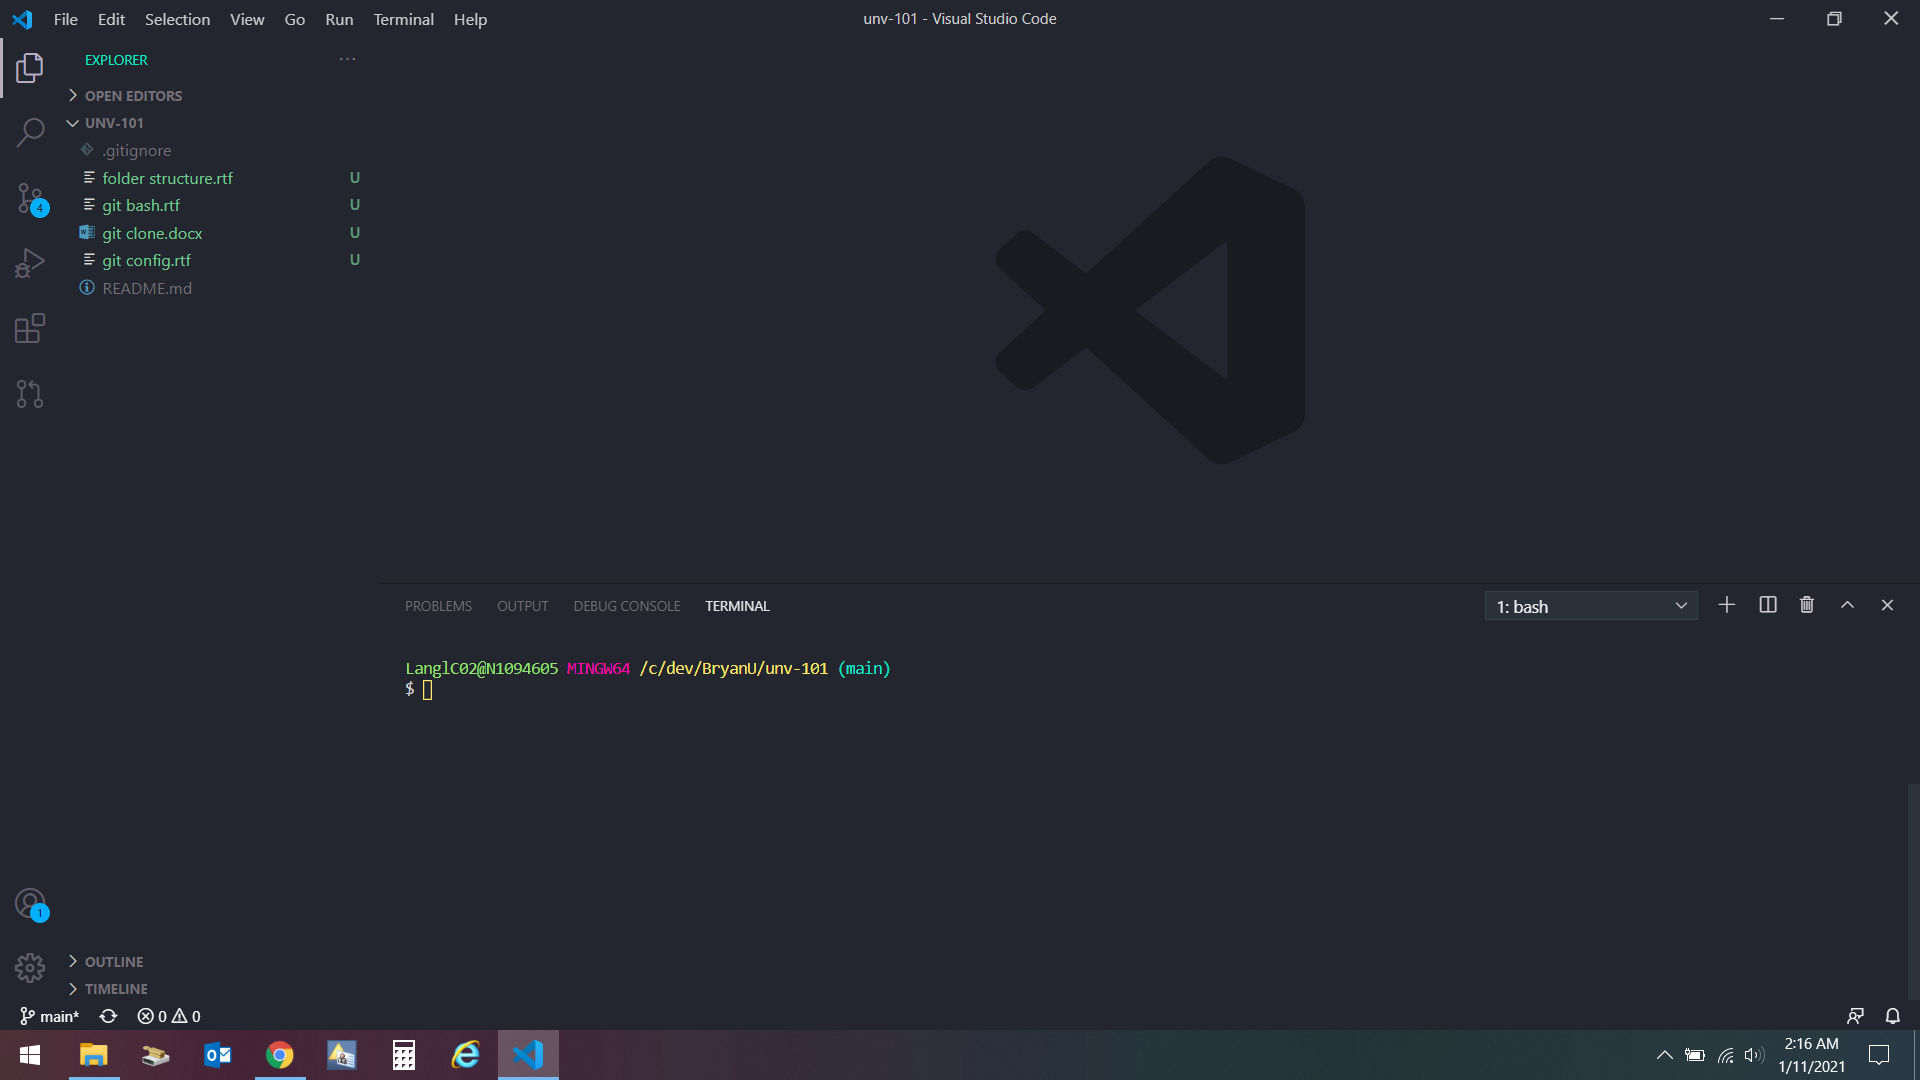 File Edit Selection View Go Run Terminal Help
unv-101 - Visual Studio Code
EXPLORER
OPEN EDITORS
UNV-101
.gitignore
folder structure.rtf U
git bash.rtf U
git clone.docx U
git config.rtf U
README.md
4
PROBLEMS OUTPUT DEBUG CONSOLE TERMINAL
1: bash
LanglC02@N1094605 MINGW64 /c/dev/BryanU/unv-101 (main)
$
1
OUTLINE
TIMELINE
main* 0 0
2:16 AM
1/11/2021